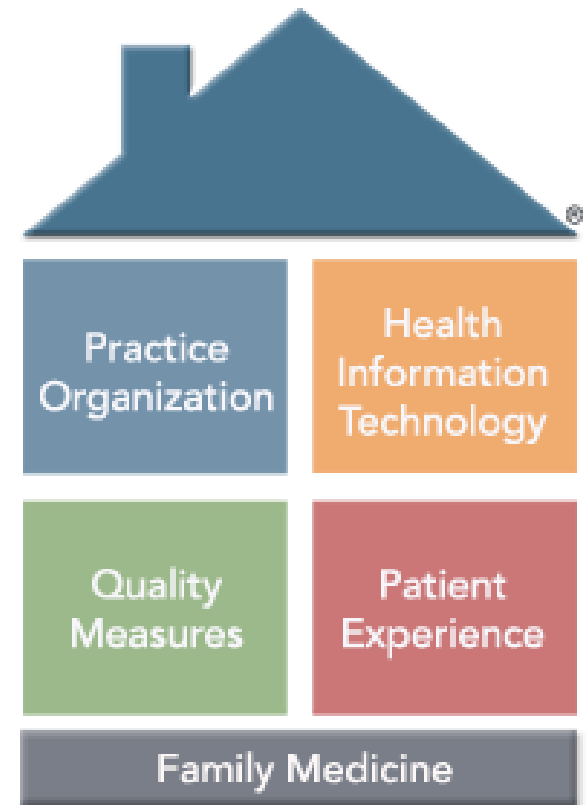 ®
Practice
Organization
Health
Information
Technology
Quality
Measures
Patient
Experience
Family Medicine